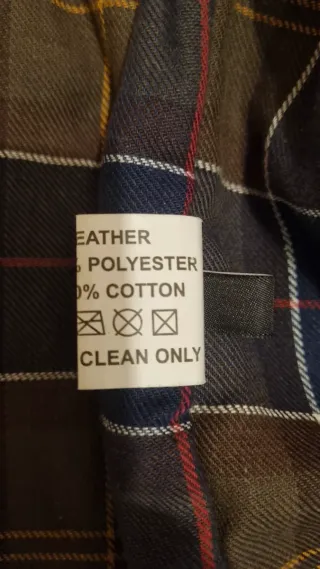 EATHER
% POLYESTER
0% COTTON
CLEAN ONLY